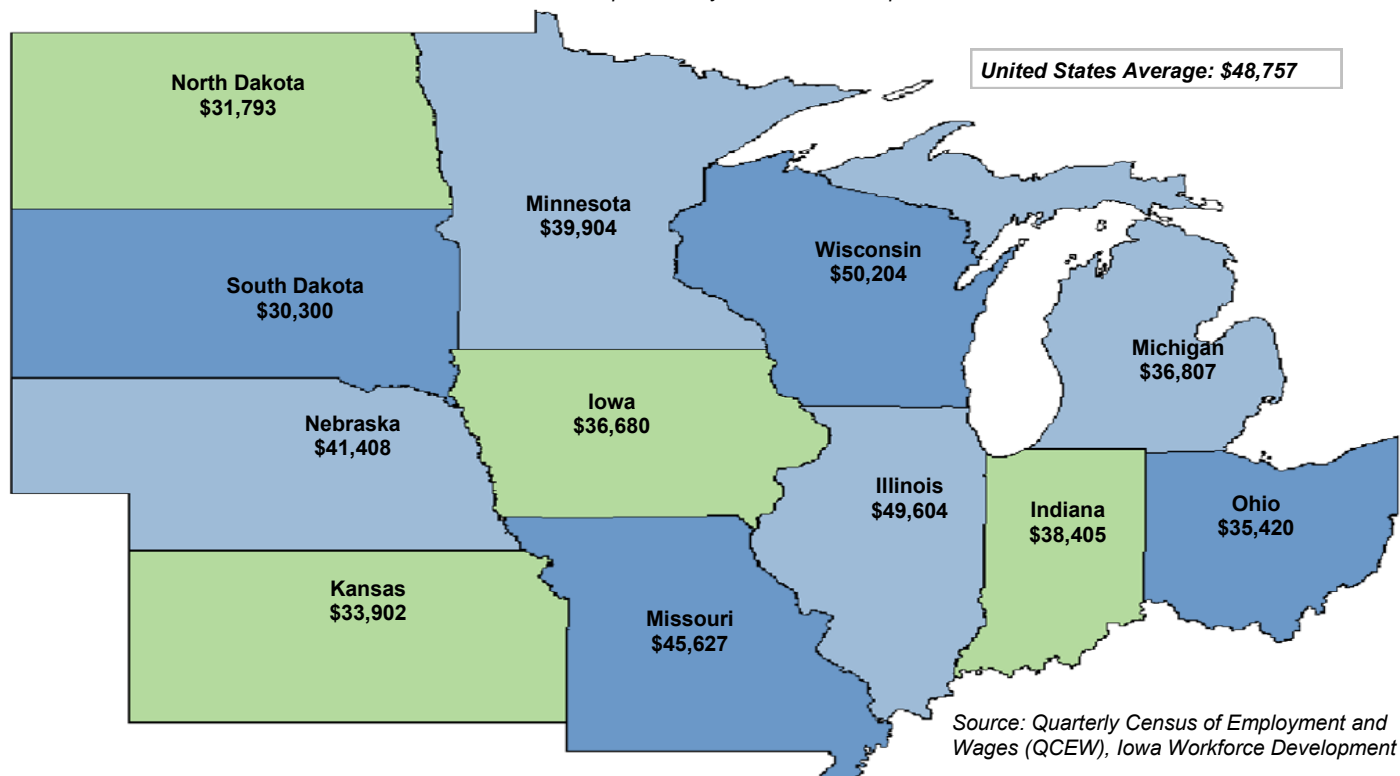 United States Average: $48,757
North Dakota
$31,793
Minnesota
$39,904
Wisconsin
$50,204
South Dakota
$30,300
Michigan
$36,807
Iowa
$36,680
Nebraska
$41,408
Illinois
$49,604
Indiana
$38,405
Ohio
$35,420
Kansas
$33,902
Missouri
$45,627
Source: Quarterly Census of Employment and
Wages (QCEW), Iowa Workforce Development